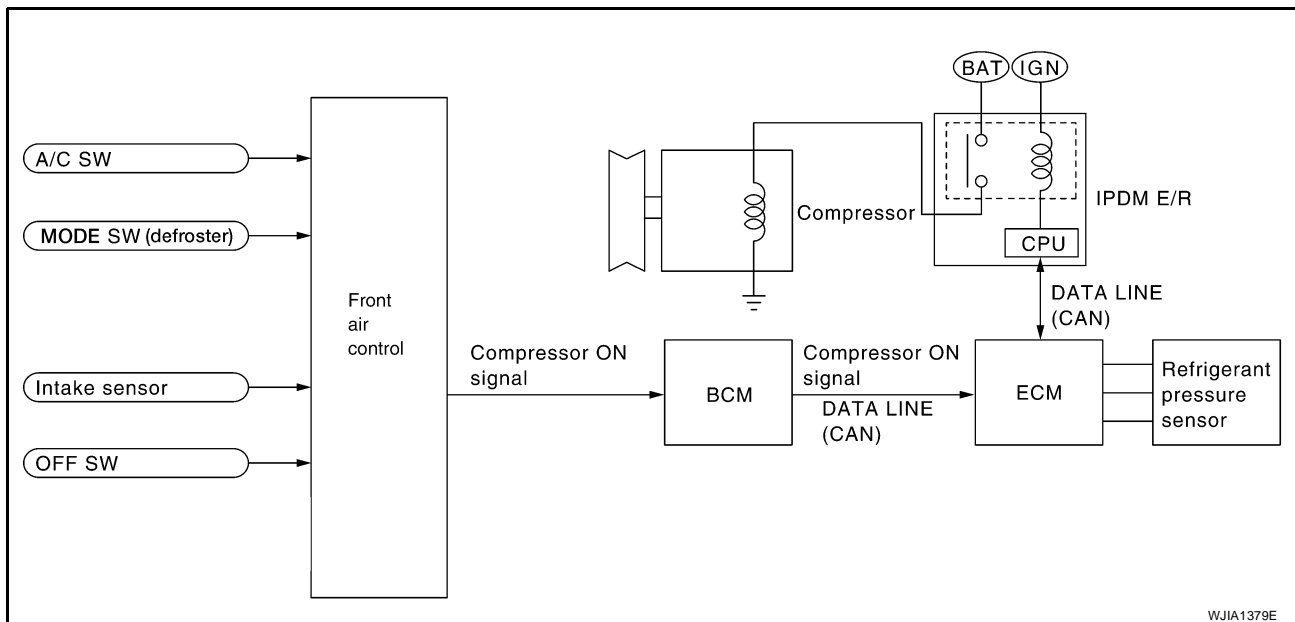 BAT
IGN
A/C SW
MODE SW (defroster)
Intake sensor
OFF SW
Front
air
control
Compressor
IPDM E/R
CPU
DATA LINE
(CAN)
Compressor ON
signal
BCM
Compressor ON
signal
DATA LINE
(CAN)
ECM
Refrigerant
pressure
sensor
WJIA1379E